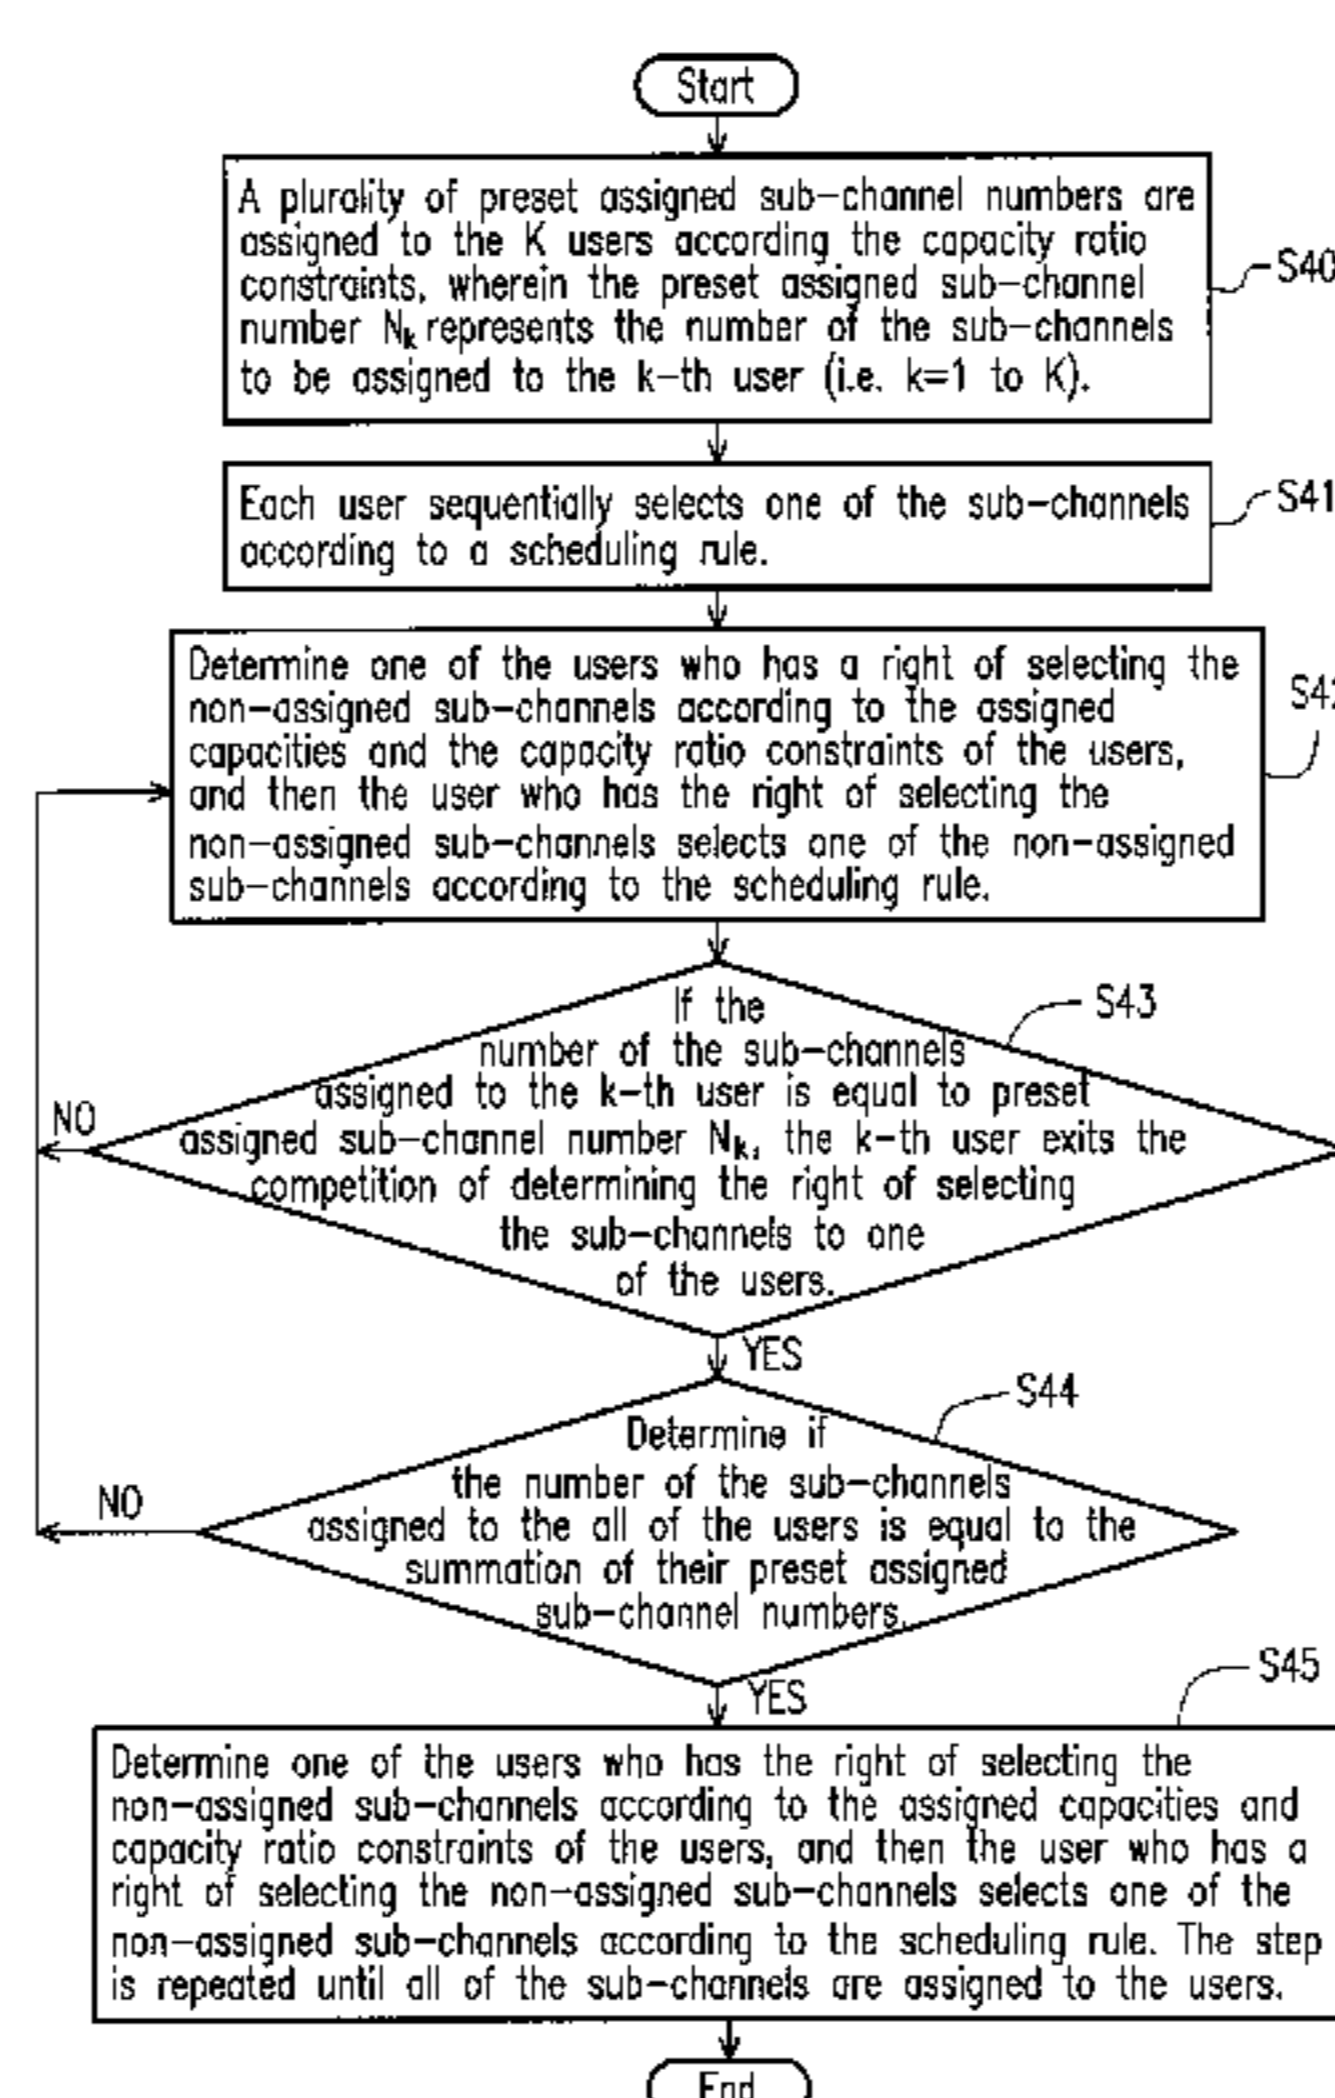 Start
A plurality of preset assigned sub-channel numbers are
assigned to the K users according the capacity ratio
constraints, wherein the preset assigned sub-channel
number Nk represents the number of the sub-channels
to be assigned to the k-th user (i.e. k=1 to K).
S40
Each user sequentially selects one of the sub-channels
according to a scheduling rule.
S41
Determine one of the users who has a right of selecting the
non-assigned sub-channels according to the assigned
capacities and the capacity ratio constraints of the users,
and then the user who has the right of selecting the
non-assigned sub-channels selects one of the non-assigned
sub-channels according to the scheduling rule.
S42
If the
number of the sub-channels
assigned to the k-th user is equal to preset
assigned sub-channel number Nk, the k-th user exits the
competition of determining the right of selecting
the sub-channels to one
of the users.
S43
NO
YES
Determine if
the number of the sub-channels
assigned to the all of the users is equal to the
summation of their preset assigned
sub-channel numbers.
S44
NO
YES
S45
Determine one of the users who has the right of selecting the
non-assigned sub-channels according to the assigned capacities and
capacity ratio constraints of the users, and then the user who has a
right of selecting the non-assigned sub-channels selects one of the
non-assigned sub-channels according to the scheduling rule. The step
is repeated until all of the sub-channels are assigned to the users.
End